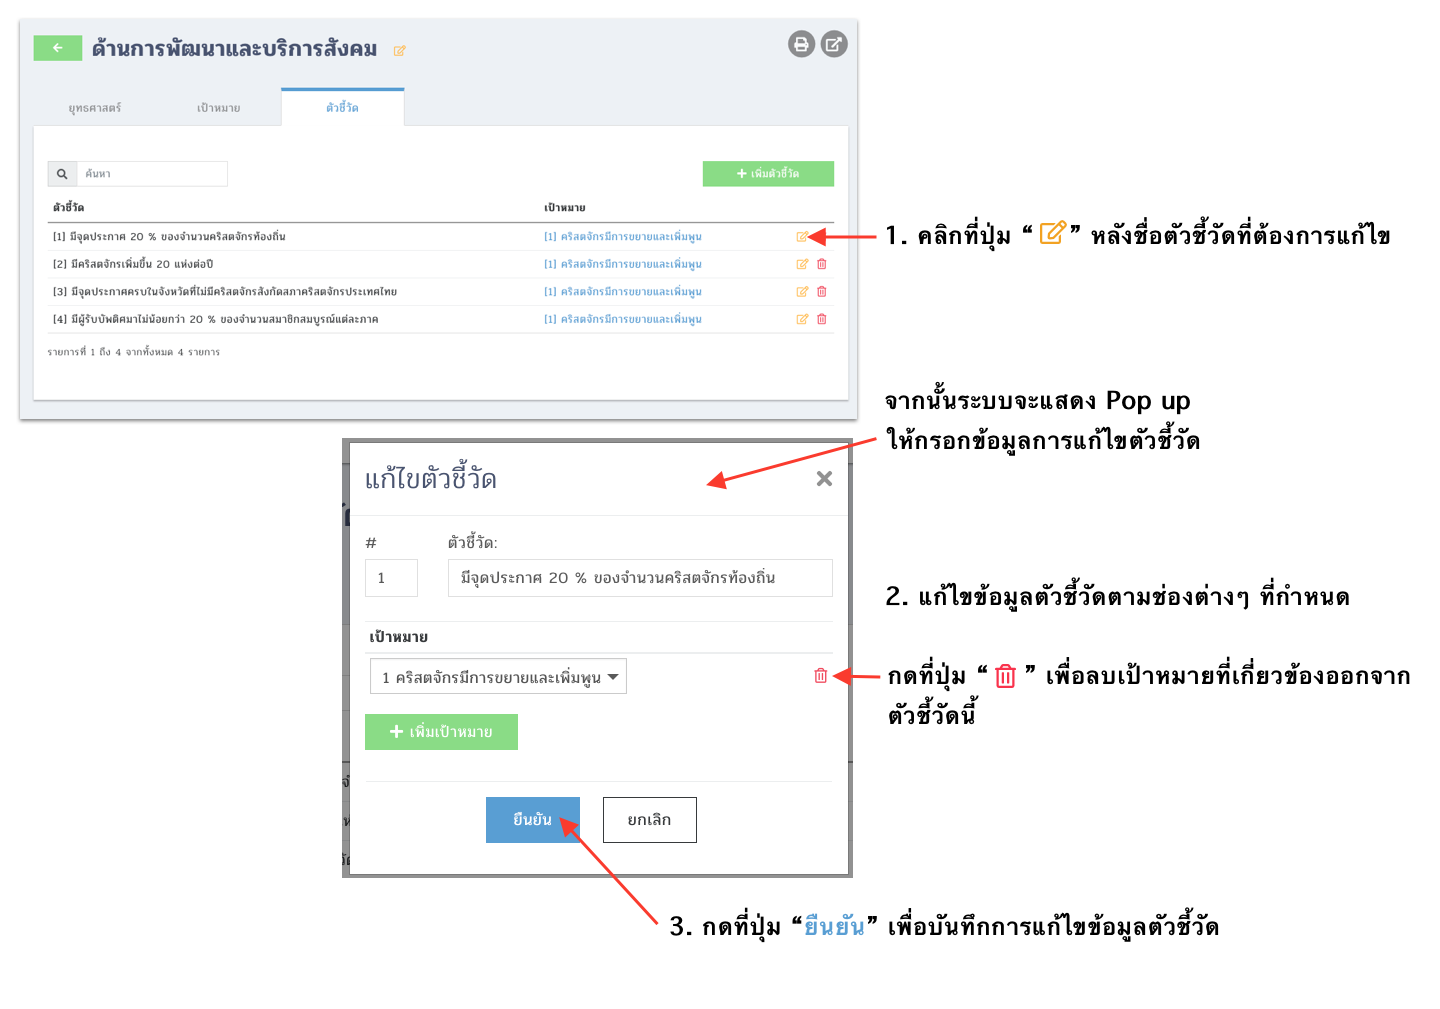 ด้านการพัฒนาและบริการสังคม
ยุทธศาสตร์ เป้าหมาย ตัวชี้วัด
ค้นหา
+ เพิ่มตัวชี้วัด
ตัวชี้วัด เป้าหมาย
[1] มีจุดประกาศ 20 % ของจำนวนคริสตจักรท้องถิ่น [1] คริสตจักรมีการขยายและเพิ่มพูน
[2] มีคริสตจักรเพิ่มขึ้น 20 แห่งต่อปี [1] คริสตจักรมีการขยายและเพิ่มพูน
[3] มีจุดประกาศครบในจังหวัดที่ไม่มีคริสตจักรสังกัดสภาคริสตจักรประเทศไทย [1] คริสตจักรมีการขยายและเพิ่มพูน
[4] มีผู้รับบัพติศมาไม่น้อยกว่า 20 % ของจำนวนสมาชิกสมบูรณ์แต่ละภาค [1] คริสตจักรมีการขยายและเพิ่มพูน
รายการที่ 1 ถึง 4 จากทั้งหมด 4 รายการ
1. คลิกที่ปุ่ม “ ” หลังชื่อตัวชี้วัดที่ต้องการแก้ไข
จากนั้นระบบจะแสดง Pop up
ให้กรอกข้อมูลการแก้ไขตัวชี้วัด
แก้ไขตัวชี้วัด
# ตัวชี้วัด:
1 มีจุดประกาศ 20 % ของจำนวนคริสตจักรท้องถิ่น
เป้าหมาย
1 คริสตจักรมีการขยายและเพิ่มพูน
+ เพิ่มเป้าหมาย
ยืนยัน ยกเลิก
2. แก้ไขข้อมูลตัวชี้วัดตามช่องต่างๆ ที่กำหนด
กดที่ปุ่ม “ ” เพื่อลบเป้าหมายที่เกี่ยวข้องออกจาก
ตัวชี้วัดนี้
3. กดที่ปุ่ม “ยืนยัน” เพื่อบันทึกการแก้ไขข้อมูลตัวชี้วัด